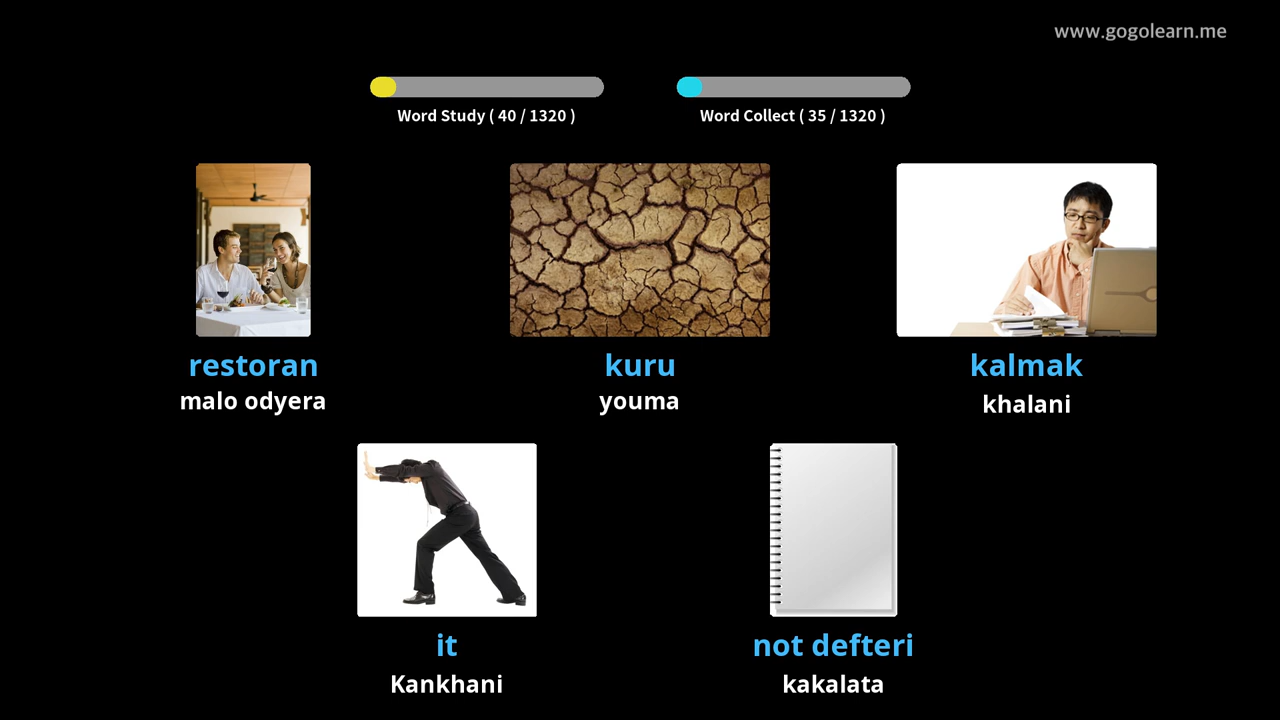 www.gogolearn.me
Word Study ( 40 / 1320 )
Word Collect ( 35 / 1320 )
restoran
malo odyera
kuru
youma
kalmak
khalani
it
Kankhani
not defteri
kakalata